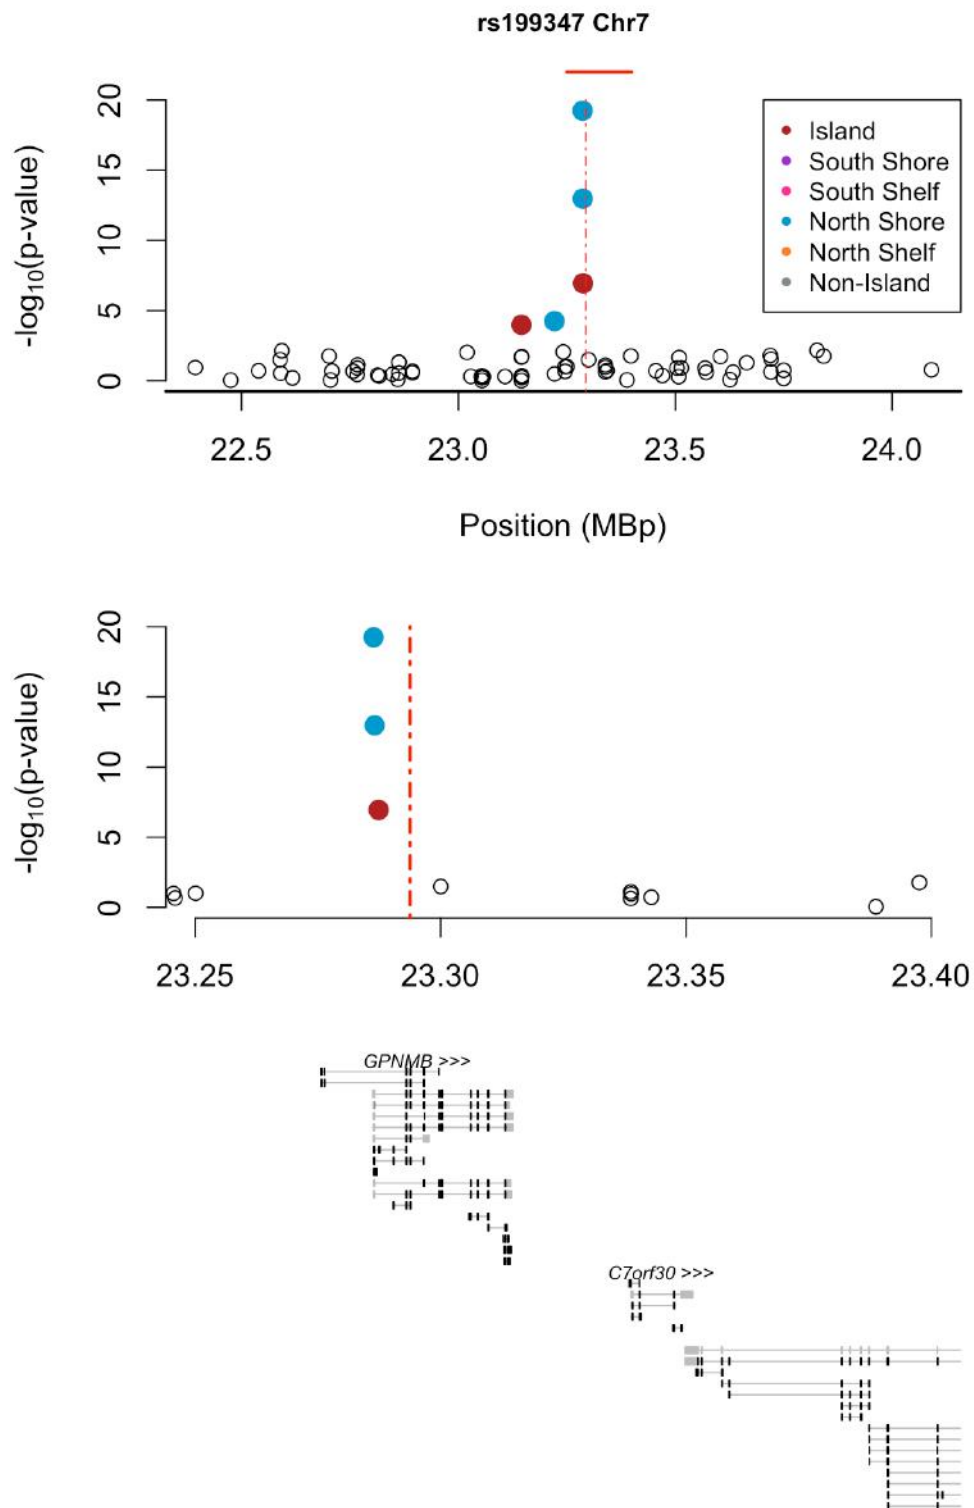 rs199347 Chr7
20
15
10
5
0
-log10(p-value)
Island
South Shore
South Shelf
North Shore
North Shelf
Non-Island
22.5 23.0 23.5 24.0
Position (MBp)
20
15
10
5
0
-log10(p-value)
23.25 23.30 23.35 23.40
GPNMB >>>
C7orf30 >>>